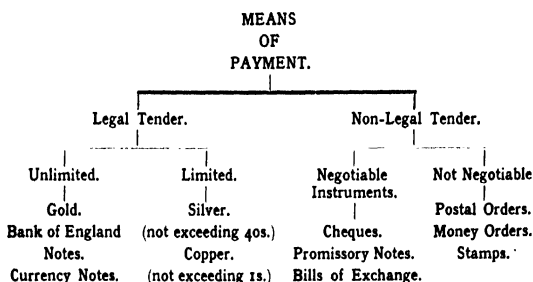 MEANS
OF
PAYMENT.
Legal Tender.
Non-Legal Tender.
Unlimited.
Limited.
Negotiable
Instruments.
Not Negotiable
Gold.
Bank of England
Notes.
Currency Notes.
Silver.
(not exceeding 40s.)
Copper.
(not exceeding 1s.)
Cheques.
Promissory Notes.
Bills of Exchange.
Postal Orders.
Money Orders.
Stamps.